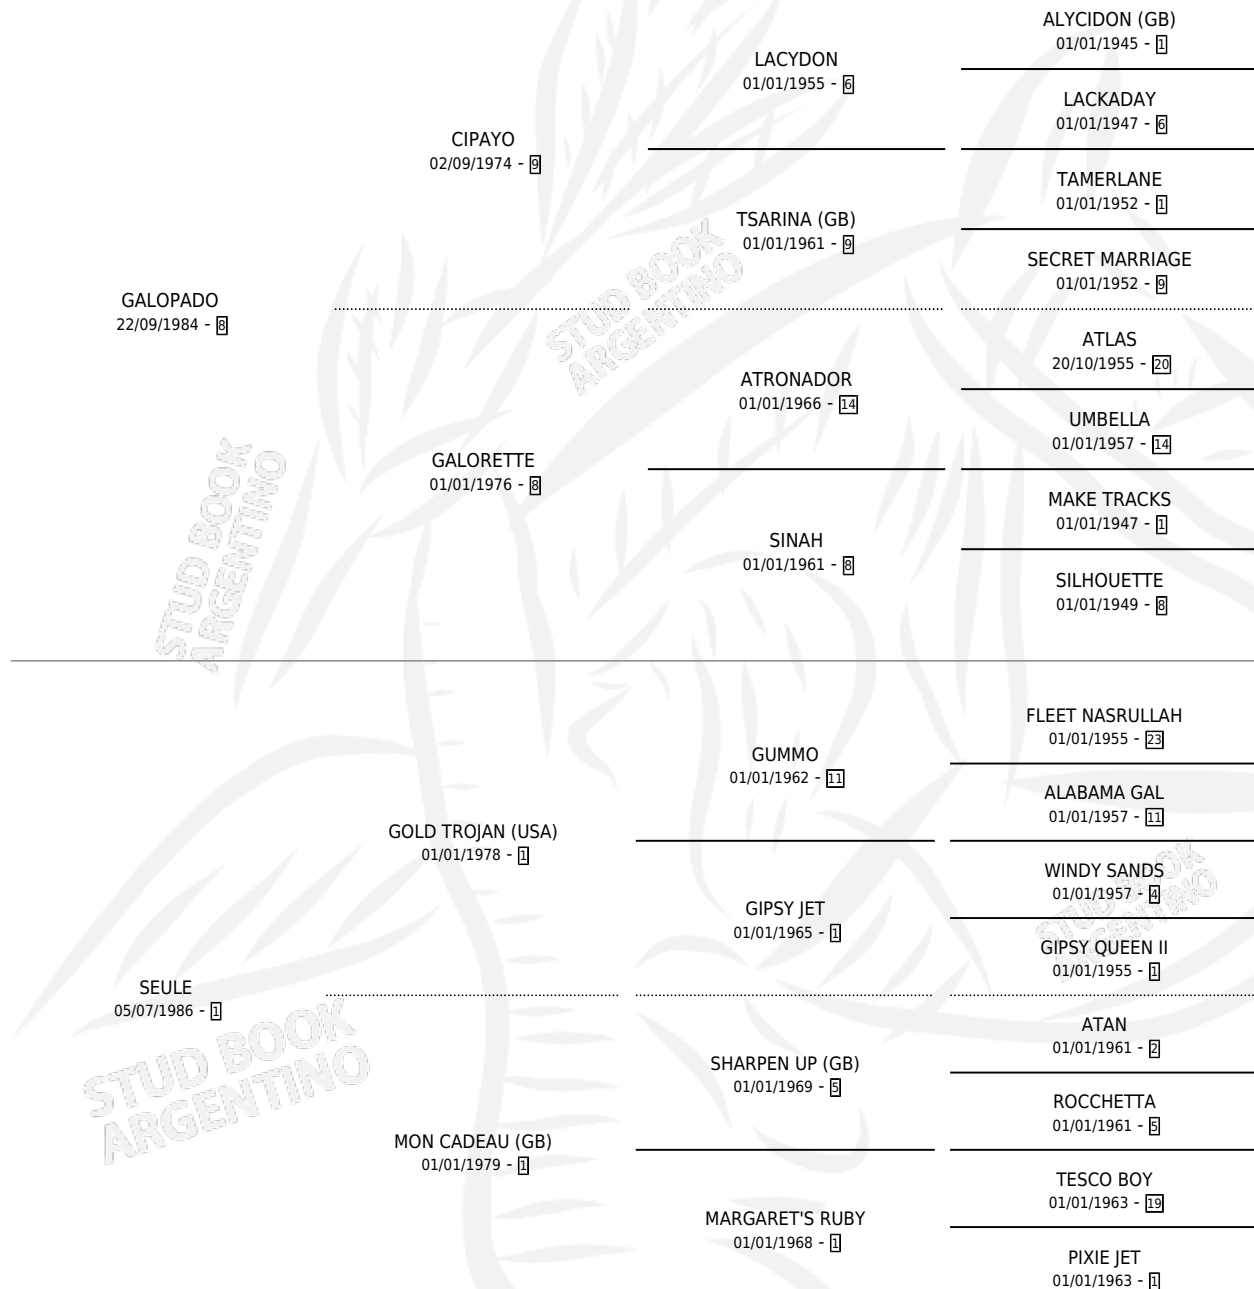 ALYCIDON (GB)
01/01/1945 - 1
LACYDON
01/01/1955 - 6
LACKADAY
01/01/1947 - 6
CIPAYO
02/09/1974 - 9
TAMERLANE
01/01/1952 - 1
TSARINA (GB)
01/01/1961 - 9
SECRET MARRIAGE
01/01/1952 - 9
GALOPADO
22/09/1984 - 8
ATLAS
20/10/1955 - 20
ATRONADOR
01/01/1966 - 14
UMBELLA
01/01/1957 - 14
GALORETTE
01/01/1976 - 8
MAKE TRACKS
01/01/1947 - 1
SINAH
01/01/1961 - 8
SILHOUETTE
01/01/1949 - 8
STUD BOOK
ARGENTINO
STUD BOOK
ARGENTINO
FLEET NASRULLAH
01/01/1955 - 23
GUMMO
01/01/1962 - 11
ALABAMA GAL
01/01/1957 - 11
GOLD TROJAN (USA)
01/01/1978 - 1
WINDY SANDS
01/01/1957 - 4
GIPSY JET
01/01/1965 - 1
GIPSY QUEEN II
01/01/1955 - 1
SEULE
05/07/1986 - 1
ATAN
01/01/1961 - 2
SHARPEN UP (GB)
01/01/1969 - 5
ROCCHETTA
01/01/1961 - 5
MON CADEAU (GB)
01/01/1979 - 1
TESCO BOY
01/01/1963 - 19
MARGARET'S RUBY
01/01/1968 - 1
PIXIE JET
01/01/1963 - 1
STUD BOOK
ARGENTINO
STUD BOOK
ARGENTINO